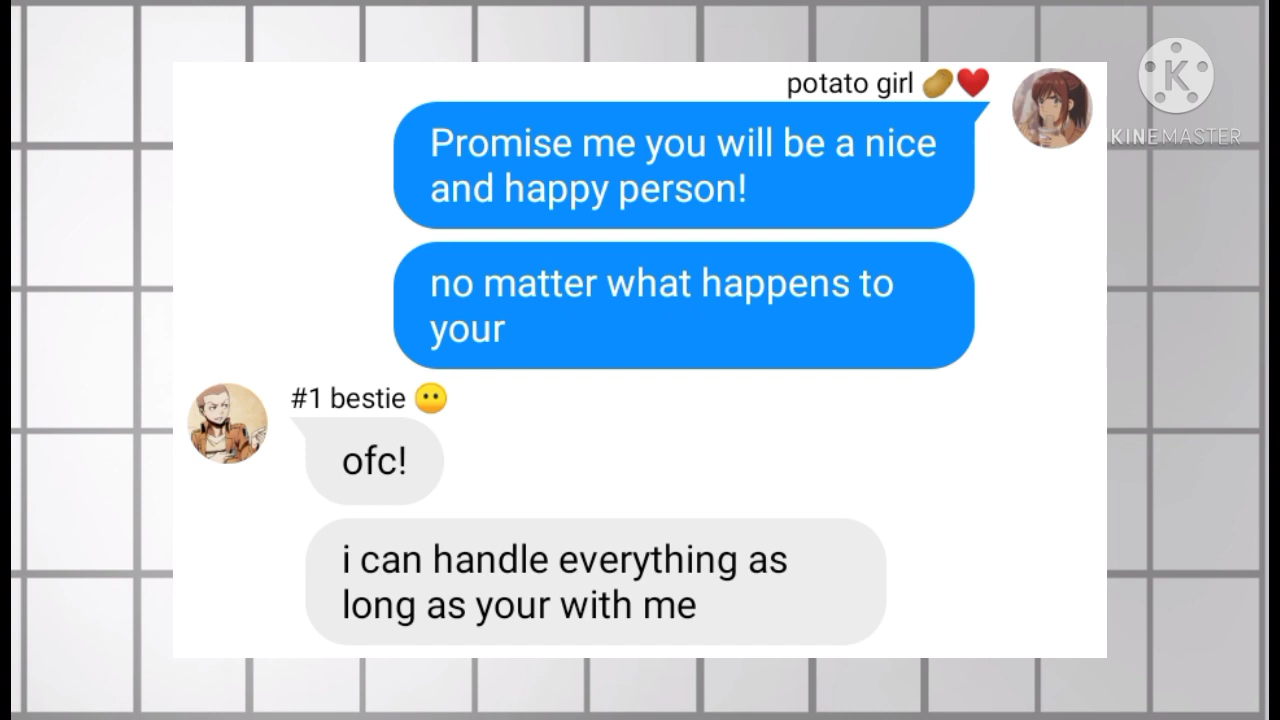 potato girl 🥔❤️
Promise me you will be a nice
and happy person!
no matter what happens to
your
#1 bestie 😶
ofc!
i can handle everything as
long as your with me
K
KINEMASTER